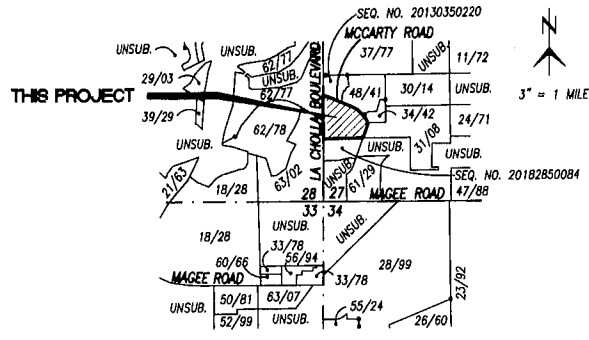 SEQ. NO. 20130350220
MCCARTY ROAD
N
UNSUB.
UNSUB.
62/77
37/77
UNSUB.
11/72
29/03
UNSUB.
62/77
48/41
30/14
UNSUB.
3" = 1 MILE
THIS PROJECT
LA CHOLLA BOULEVARD
34/42
39/29
62/78
24/71
31/08
UNSUB.
UNSUB.
UNSUB.
21/63
18/28
63/02
61/29
SEQ. NO. 20182850084
28 27
MAGEE ROAD
47/88
33 34
UNSUB.
UNSUB.
18/28
33/78
60/66
56/94
33/78
28/99
MAGEE ROAD
23/92
UNSUB.
50/81
63/07
52/99
UNSUB.
55/24
26/60